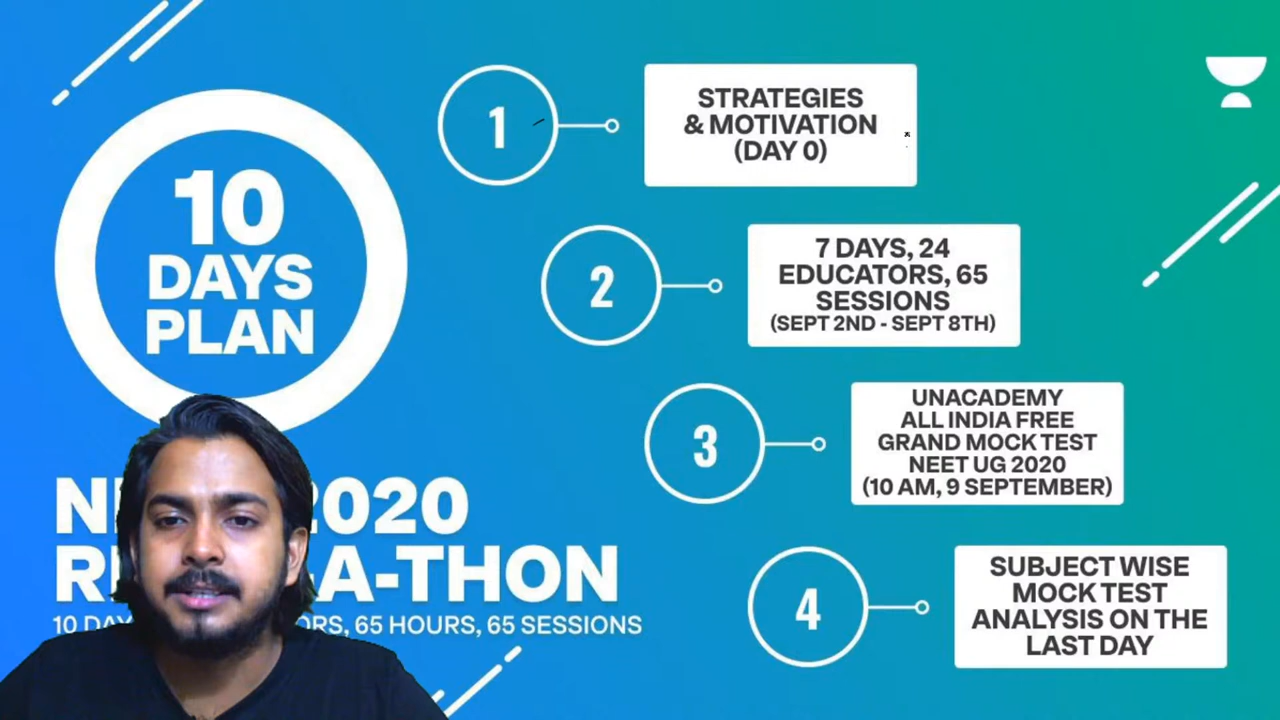 10
DAYS
PLAN
2020
A-THON
10 DAY ORS, 65 HOURS, 65 SESSIONS
1
STRATEGIES
& MOTIVATION
(DAY 0)
2
7 DAYS, 24
EDUCATORS, 65
SESSIONS
(SEPT 2ND - SEPT 8TH)
3
UNACADEMY
ALL INDIA FREE
GRAND MOCK TEST
NEET UG 2020
(10 AM, 9 SEPTEMBER)
4
SUBJECT WISE
MOCK TEST
ANALYSIS ON THE
LAST DAY